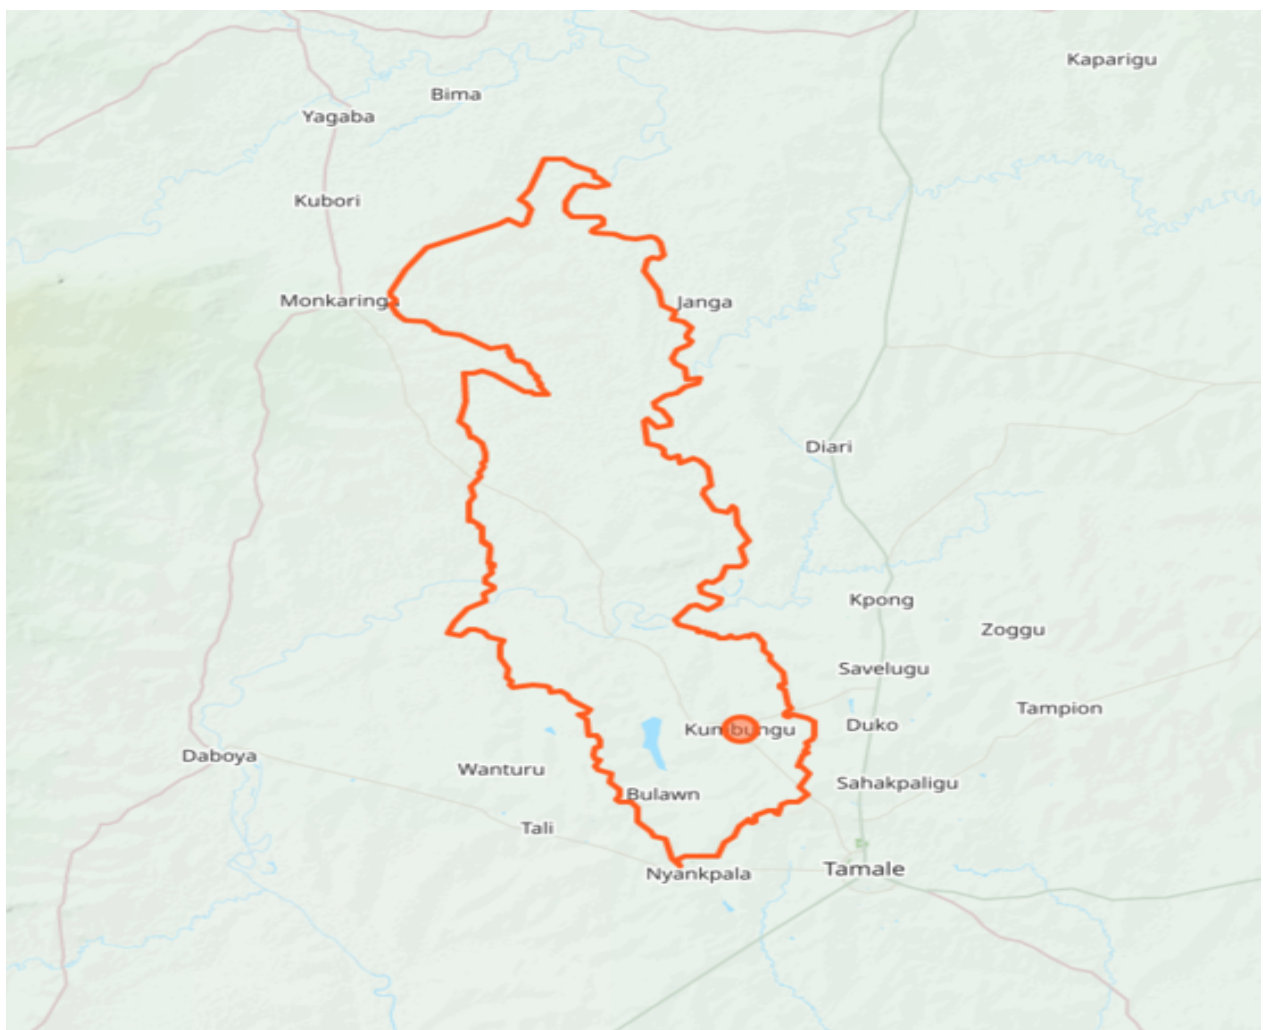 Kaparigu
Bima
Yagaba
Kubori
Monkaringa
Janga
Diari
Kpong
Zoggu
Savelugu
Tampion
Duko
Kumbungu
Daboya
Wanturu
Sahakpaligu
Bulawn
Tali
Tamale
Nyankpala